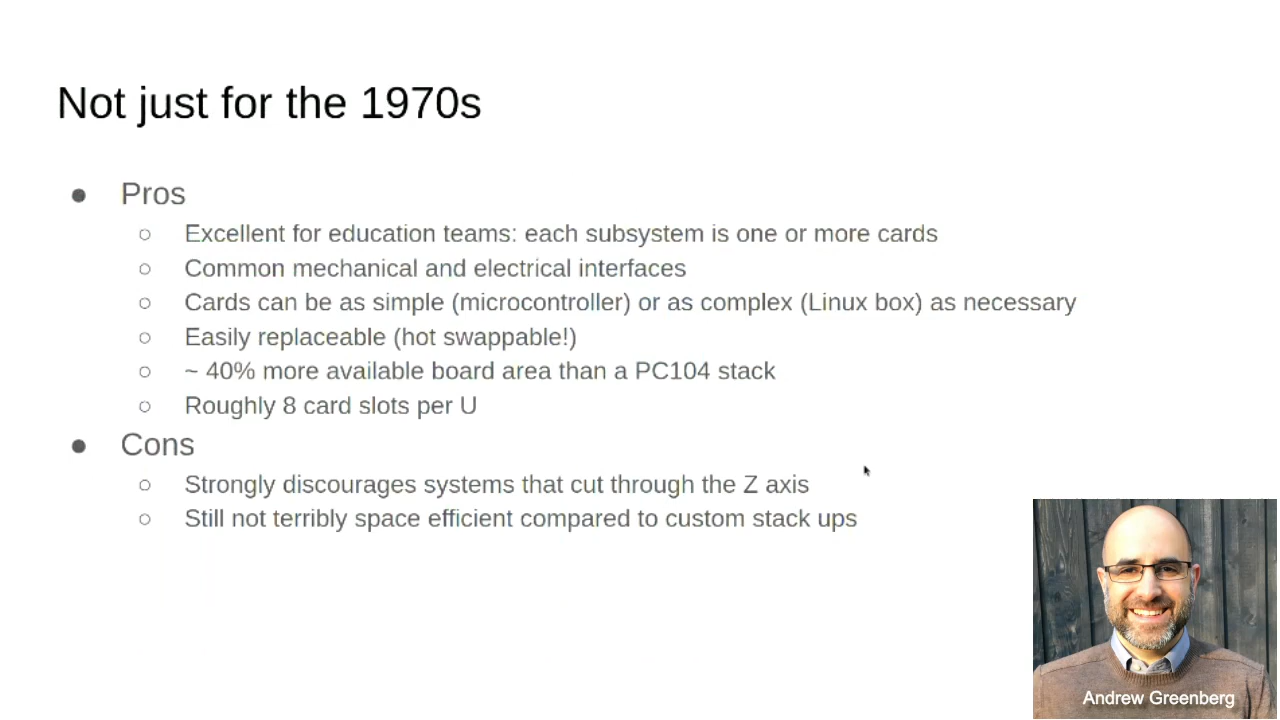 Not just for the 1970s
● Pros
○ Excellent for education teams: each subsystem is one or more cards
○ Common mechanical and electrical interfaces
○ Cards can be as simple (microcontroller) or as complex (Linux box) as necessary
○ Easily replaceable (hot swappable!)
○ ~ 40% more available board area than a PC104 stack
○ Roughly 8 card slots per U
● Cons
○ Strongly discourages systems that cut through the Z axis
○ Still not terribly space efficient compared to custom stack ups
Andrew Greenberg